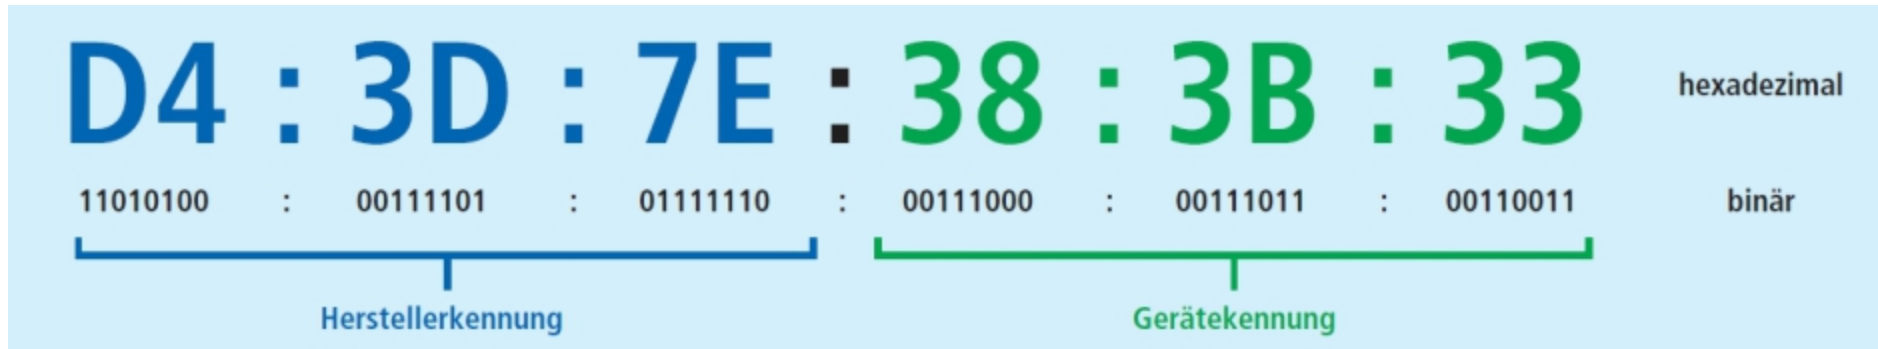 D4 : 3D : 7E : 38 : 3B : 33 hexadezimal
11010100 : 00111101 : 01111110 : 00111000 : 00111011 : 00110011 binär
Herstellerkennung Gerätekennung